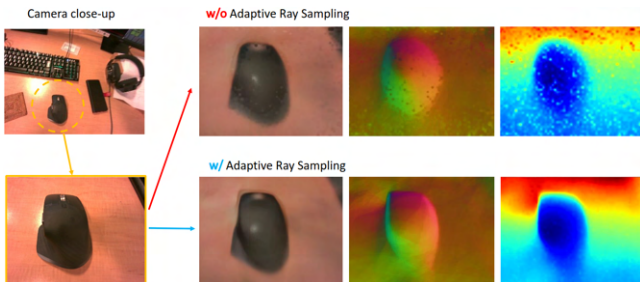 Camera close-up
w/o Adaptive Ray Sampling
w/ Adaptive Ray Sampling